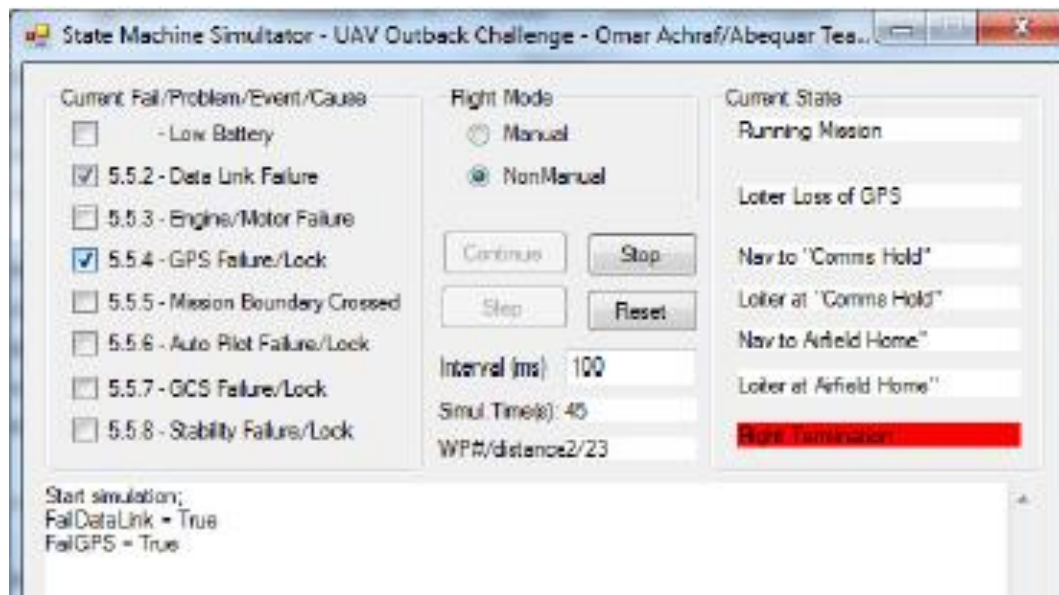 State Machine Simultator - UAV Outback Challenge - Omar Achraf/Abequar Tea...
Current Fail/Problem/Event/Cause
- Low Battery
5.5.2 - Data Link Failure
5.5.3 - Engine/Motor Failure
5.5.4 - GPS Failure/Lock
5.5.5 - Mission Boundary Crossed
5.5.6 - Auto Pilot Failure/Lock
5.5.7 - GCS Failure/Lock
5.5.8 - Stability Failure/Lock
Flight Mode
Manual
NonManual
Continue
Stop
Step
Reset
Interval (ms) 100
Simul Time(s): 45
WP#/distance2/23
Current State
Running Mission
Loiter Loss of GPS
Nav to "Comms Hold"
Loiter at "Comms Hold"
Nav to Airfield Home"
Loiter at Airfield Home"
Flight Termination
Start simulation;
FailDataLink = True
FailGPS = True